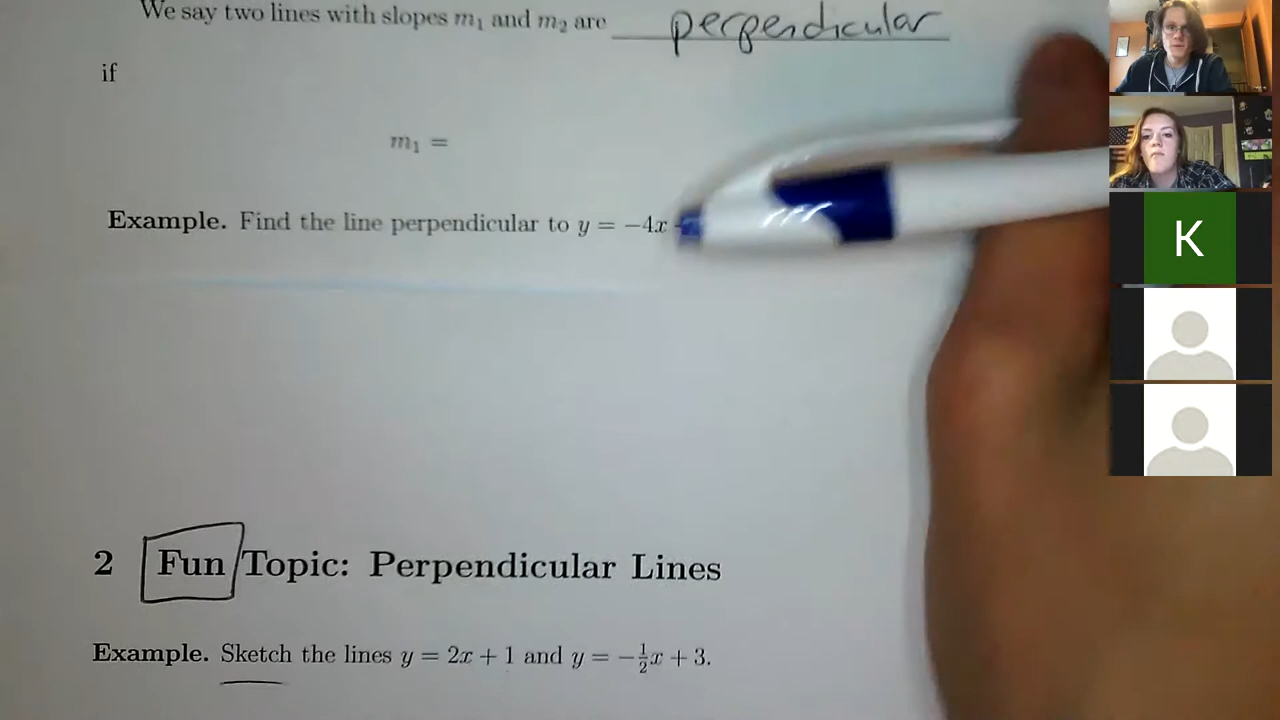 We say two lines with slopes m₁ and m₂ are perpendicular
if
m₁ =
Example. Find the line perpendicular to y = −4x
2 Fun Topic: Perpendicular Lines
Example. Sketch the lines y = 2x + 1 and y = −½x + 3.
K